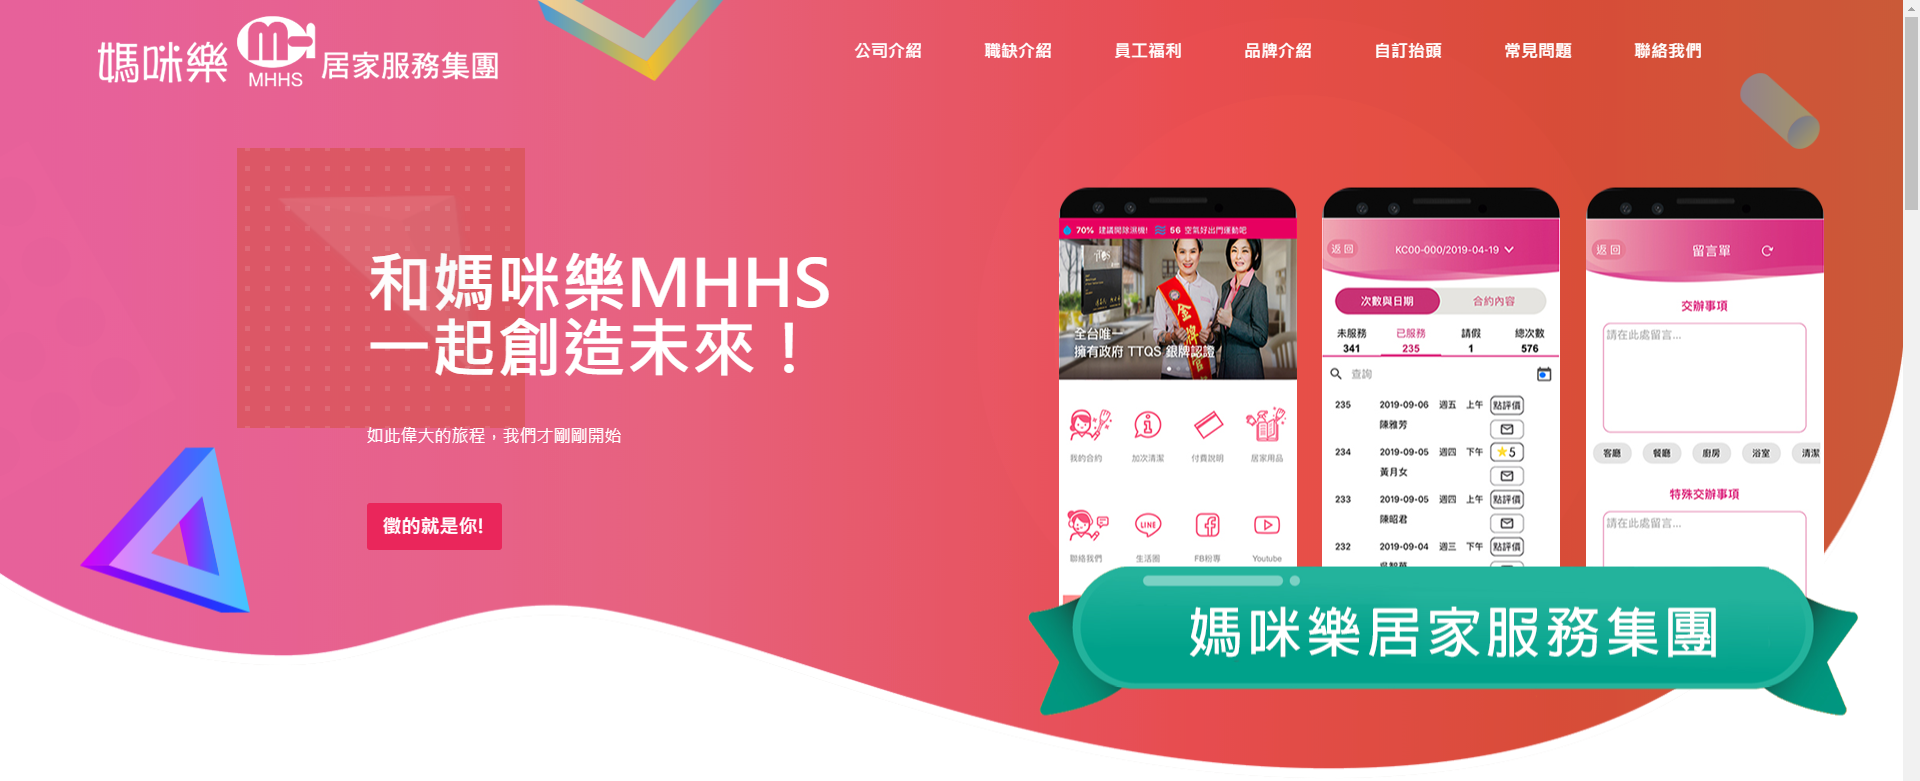 媽咪樂 MHHS 居家服務集團
公司介紹 職缺介紹 員工福利 品牌介紹 自訂抬頭 常見問題 聯絡我們
和媽咪樂MHHS
一起創造未來！
如此偉大的旅程，我們才剛剛開始
徵的就是你!
70% 建議開除濕機! 56 空氣好出門運動吧
TTQS
金牌
全台唯一
擁有政府 TTQS 銀牌認證
我的合約 加次清潔 付費說明 居家用品
LINE
聯絡我們 生活圈 FB粉專 Youtube
返回 KC00-000/2019-04-19
次數與日期 合約內容
未服務 已服務 請假 總次數
341 235 1 576
查詢
235 2019-09-06 週五 上午 點評價
陳雅芳
234 2019-09-05 週四 下午 5
黃月女
233 2019-09-05 週四 上午 點評價
陳昭君
232 2019-09-04 週三 下午 點評價
返回 留言單
交辦事項
請在此處留言...
客廳 餐廳 廚房 浴室 清潔
特殊交辦事項
請在此處留言...
媽咪樂居家服務集團